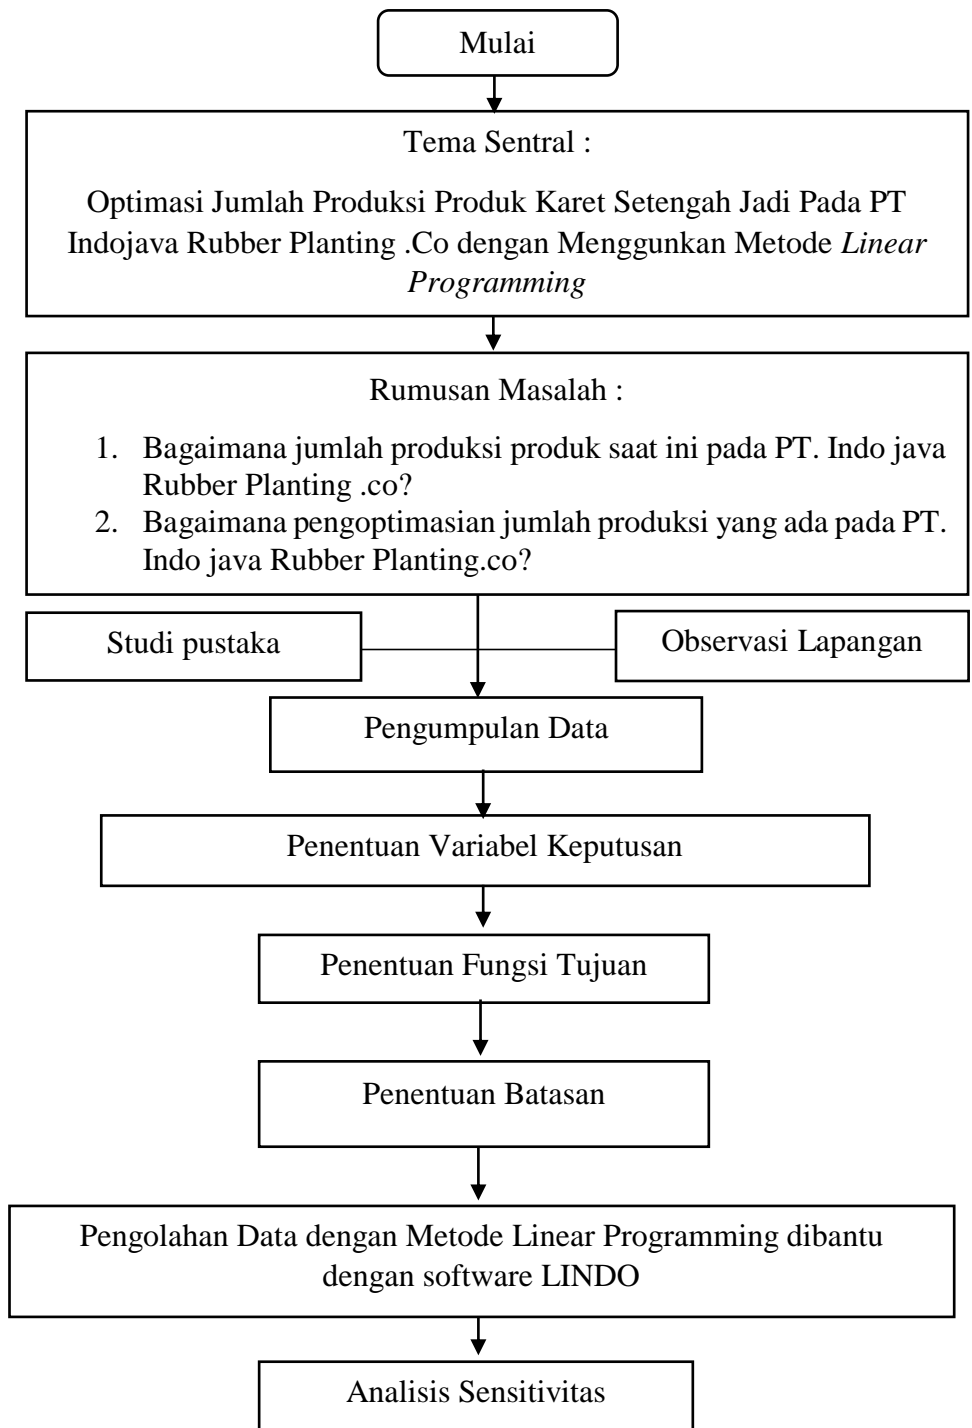 Mulai
Tema Sentral :
Optimasi Jumlah Produksi Produk Karet Setengah Jadi Pada PT
Indojava Rubber Planting .Co dengan Menggunkan Metode Linear
Programming
Rumusan Masalah :
1. Bagaimana jumlah produksi produk saat ini pada PT. Indo java
Rubber Planting .co?
2. Bagaimana pengoptimasian jumlah produksi yang ada pada PT.
Indo java Rubber Planting.co?
Studi pustaka
Observasi Lapangan
Pengumpulan Data
Penentuan Variabel Keputusan
Penentuan Fungsi Tujuan
Penentuan Batasan
Pengolahan Data dengan Metode Linear Programming dibantu
dengan software LINDO
Analisis Sensitivitas